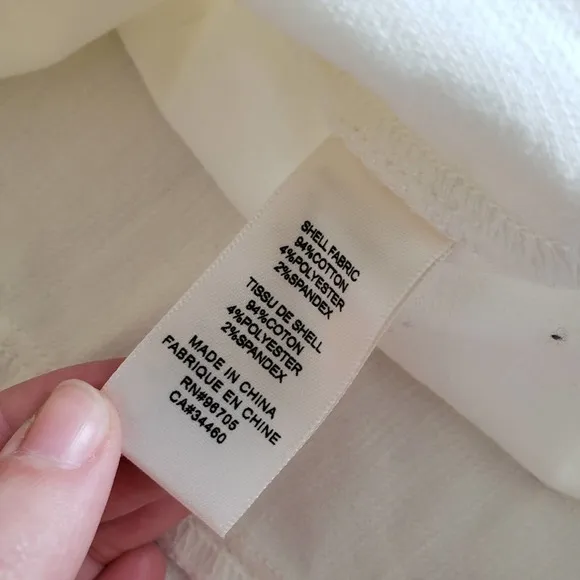 SHELL FABRIC
94%COTTON
4%POLYESTER
2%SPANDEX
TISSU DE SHELL
94%COTON
4%POLYESTER
2%SPANDEX
MADE IN CHINA
FABRIQUE EN CHINE
RN#96705
CA#34460